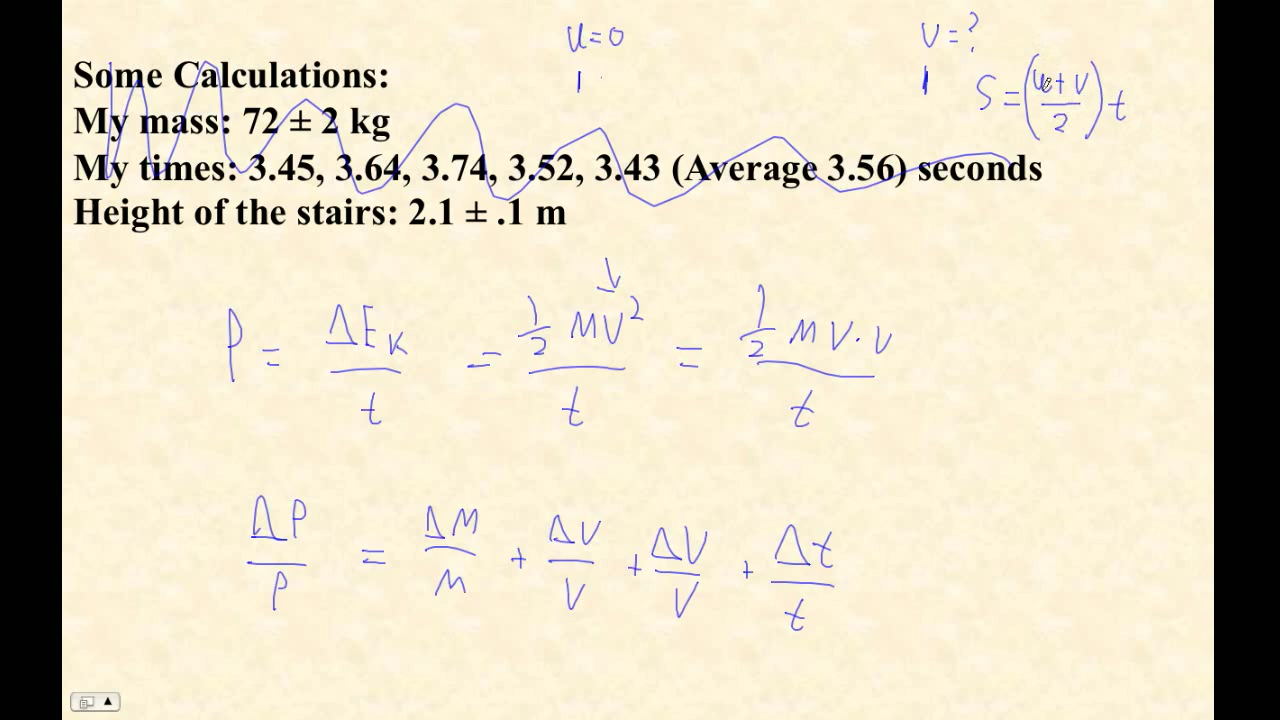 u=0
v=?
Some Calculations:
S=(u+v/2)t
My mass: 72 ± 2 kg
My times: 3.45, 3.64, 3.74, 3.52, 3.43 (Average 3.56) seconds
Height of the stairs: 2.1 ± .1 m
P = ΔEK/t = 1/2 MV²/t = 1/2 MV·V/t
ΔP/P = ΔM/M + ΔV/V + ΔV/V + Δt/t